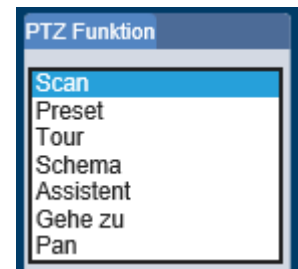 PTZ Funktion
Scan
Preset
Tour
Schema
Assistent
Gehe zu
Pan